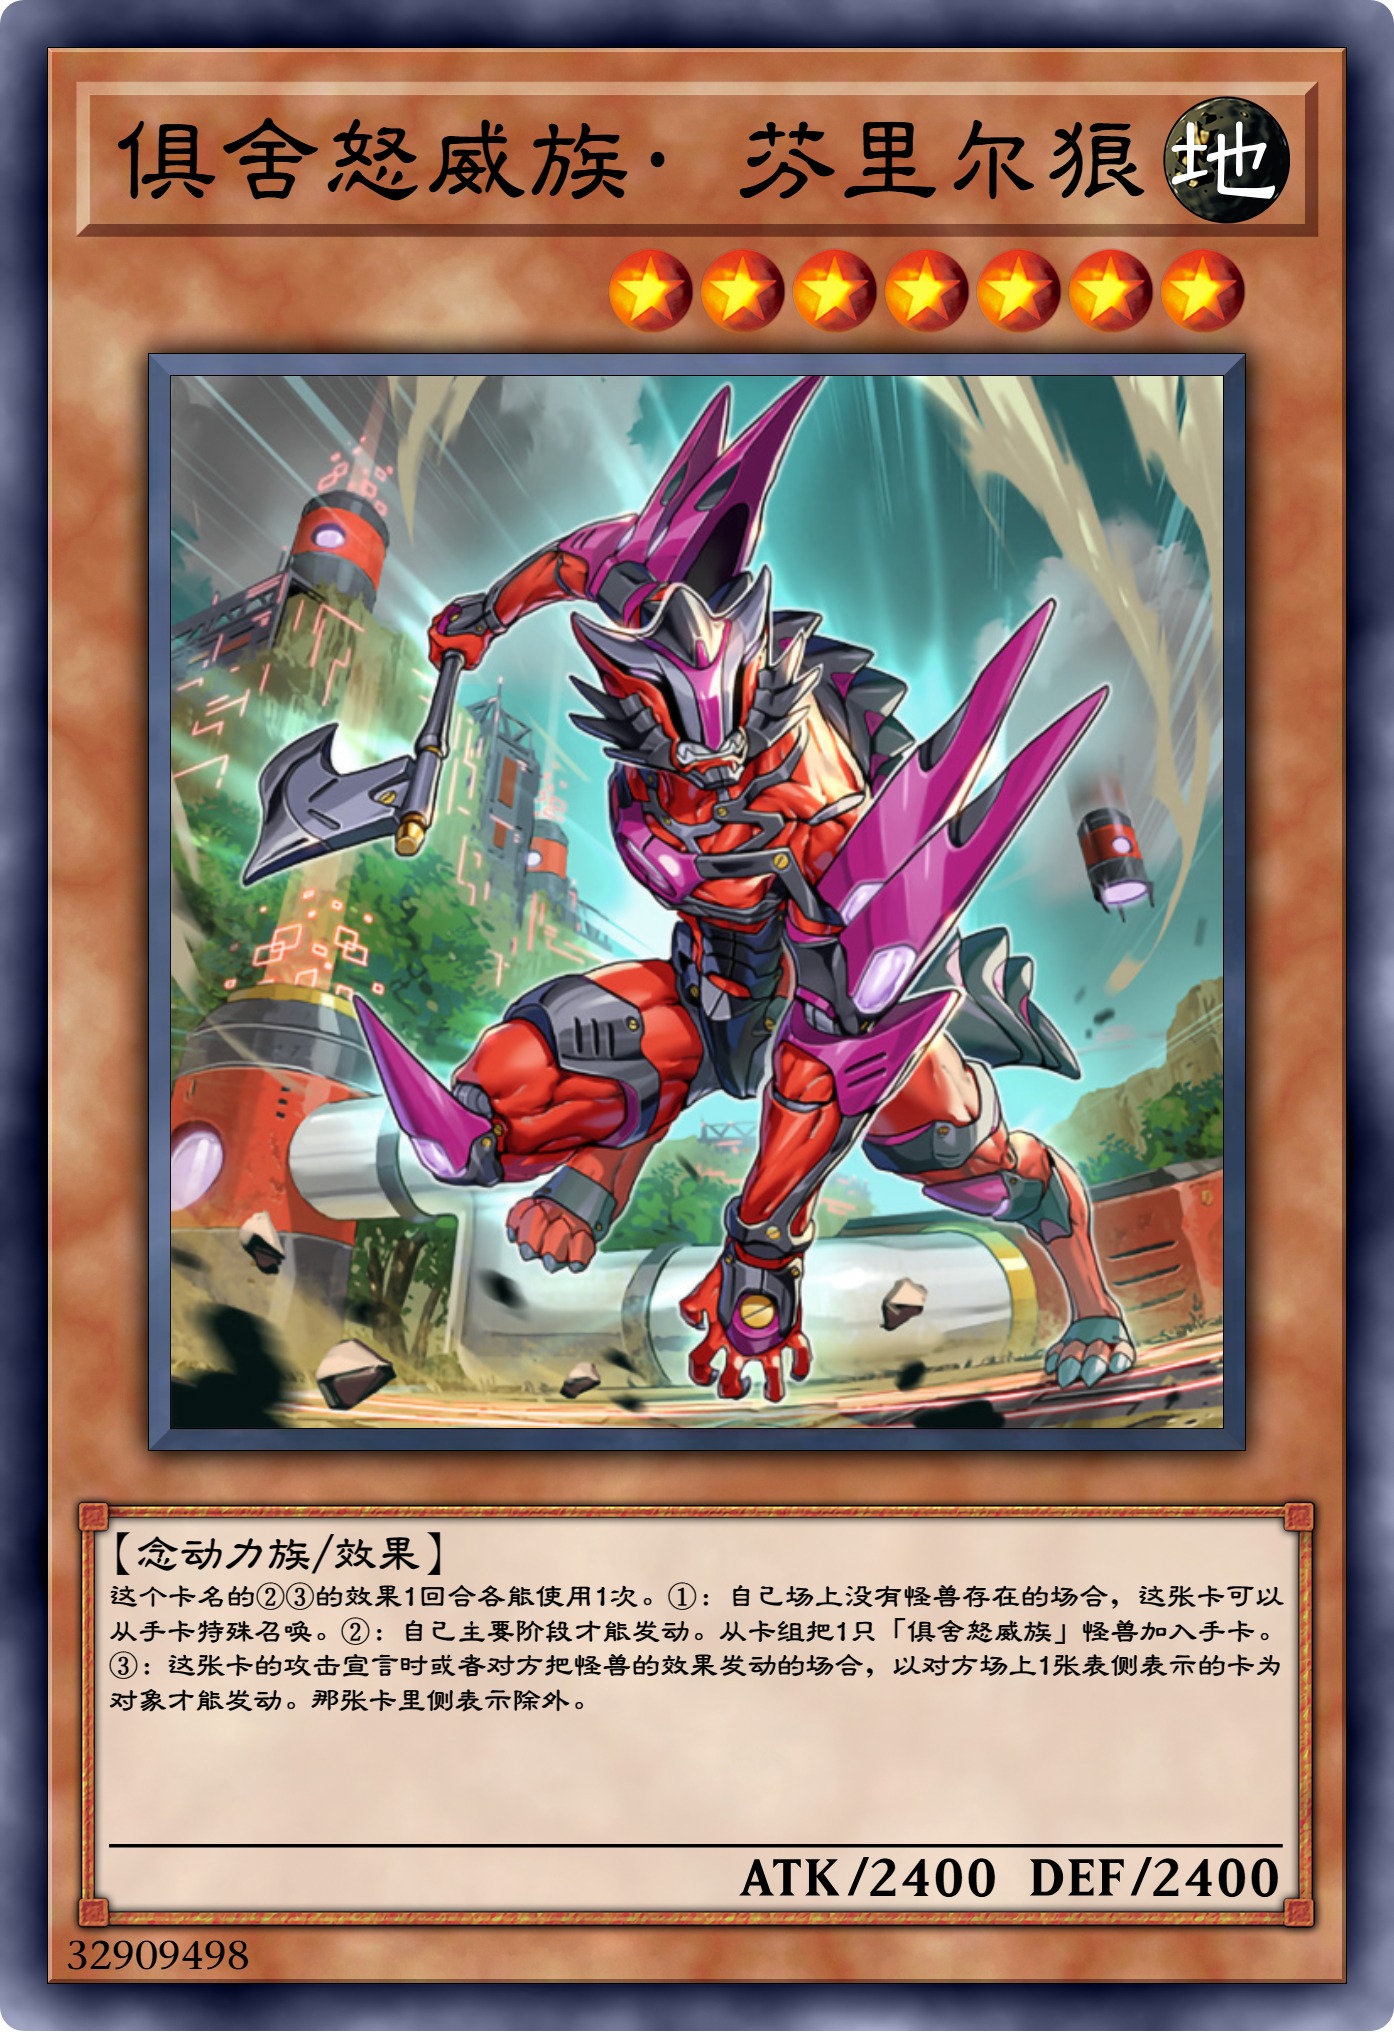 俱舍怒威族·芬里尔狼
地
【念动力族/效果】
这个卡名的②③的效果1回合各能使用1次。①：自己场上没有怪兽存在的场合，这张卡可以
从手卡特殊召唤。②：自己主要阶段才能发动。从卡组把1只「俱舍怒威族」怪兽加入手卡。
③：这张卡的攻击宣言时或者对方把怪兽的效果发动的场合，以对方场上1张表侧表示的卡为
对象才能发动。那张卡里侧表示除外。
ATK/2400 DEF/2400
32909498